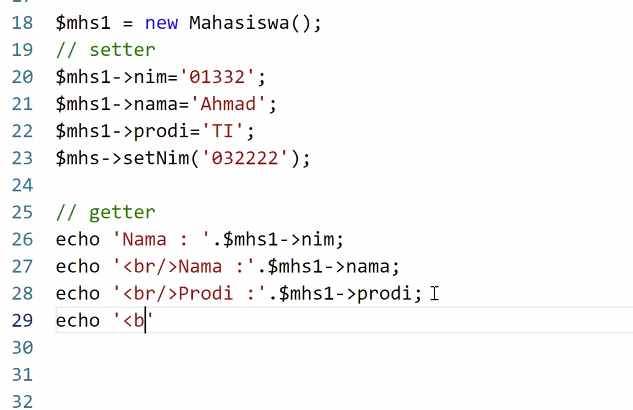 18 $mhs1 = new Mahasiswa();
19 // setter
20 $mhs1->nim='01332';
21 $mhs1->nama='Ahmad';
22 $mhs1->prodi='TI';
23 $mhs->setNim('032222');
24
25 // getter
26 echo 'Nama : '.$mhs1->nim;
27 echo '<br/>Nama :'.$mhs1->nama;
28 echo '<br/>Prodi :'.$mhs1->prodi;
29 echo '<b'
30
31
32